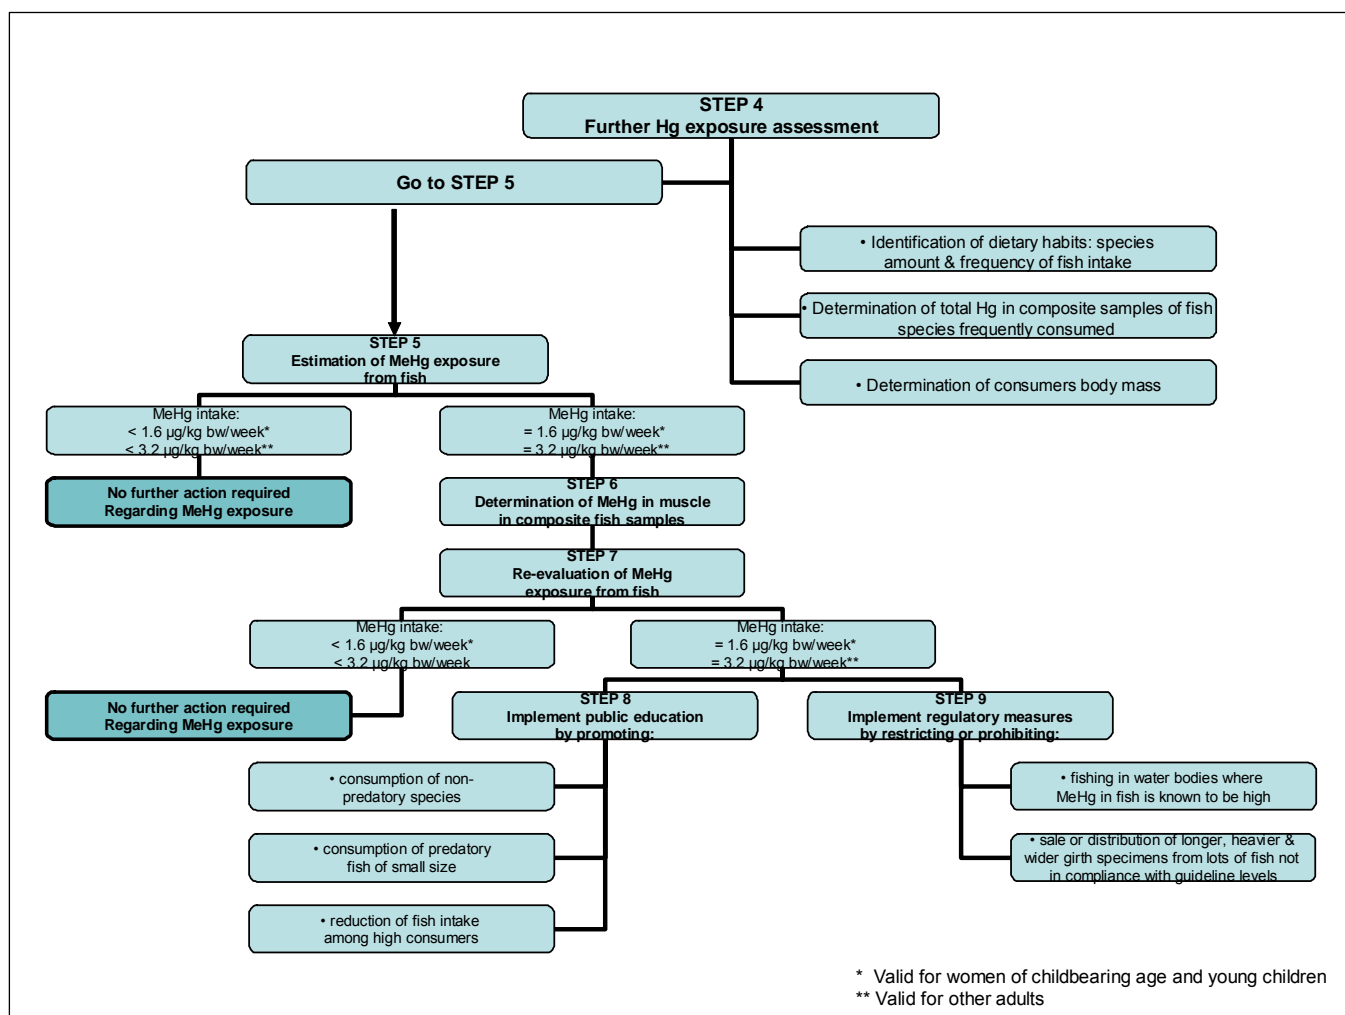 STEP 4
Further Hg exposure assessment
Go to STEP 5
• Identification of dietary habits: species
amount & frequency of fish intake
• Determination of total Hg in composite samples of fish
species frequently consumed
• Determination of consumers body mass
STEP 5
Estimation of MeHg exposure
from fish
MeHg intake:
< 1.6 µg/kg bw/week*
< 3.2 µg/kg bw/week**
MeHg intake:
= 1.6 µg/kg bw/week*
= 3.2 µg/kg bw/week**
No further action required
Regarding MeHg exposure
STEP 6
Determination of MeHg in muscle
in composite fish samples
STEP 7
Re-evaluation of MeHg
exposure from fish
MeHg intake:
< 1.6 µg/kg bw/week*
< 3.2 µg/kg bw/week
MeHg intake:
= 1.6 µg/kg bw/week*
= 3.2 µg/kg bw/week**
No further action required
Regarding MeHg exposure
STEP 8
Implement public education
by promoting:
STEP 9
Implement regulatory measures
by restricting or prohibiting:
• consumption of non-
predatory species
• consumption of predatory
fish of small size
• reduction of fish intake
among high consumers
• fishing in water bodies where
MeHg in fish is known to be high
• sale or distribution of longer, heavier &
wider girth specimens from lots of fish not
in compliance with guideline levels
* Valid for women of childbearing age and young children
** Valid for other adults